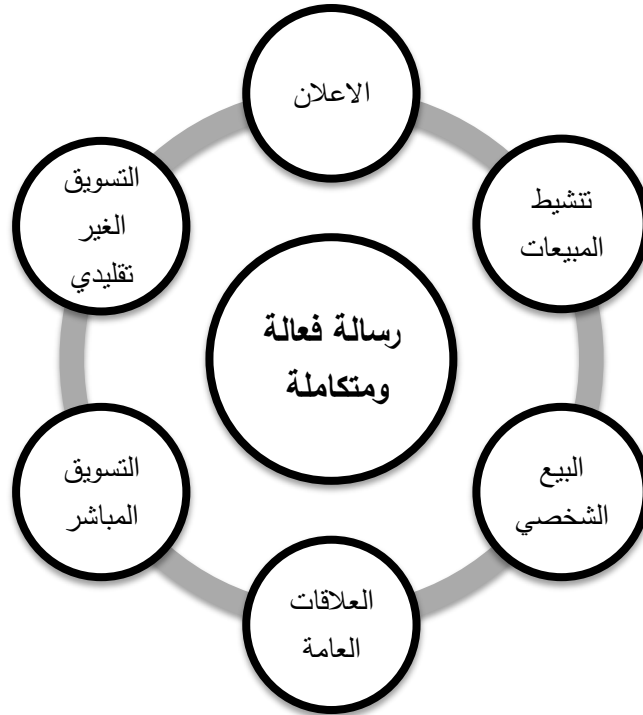 الاعلان
تنشيط
المبيعات
البيع
الشخصي
العلاقات
العامة
التسويق
المباشر
التسويق
الغير
تقليدي
رسالة فعالة
ومتكاملة